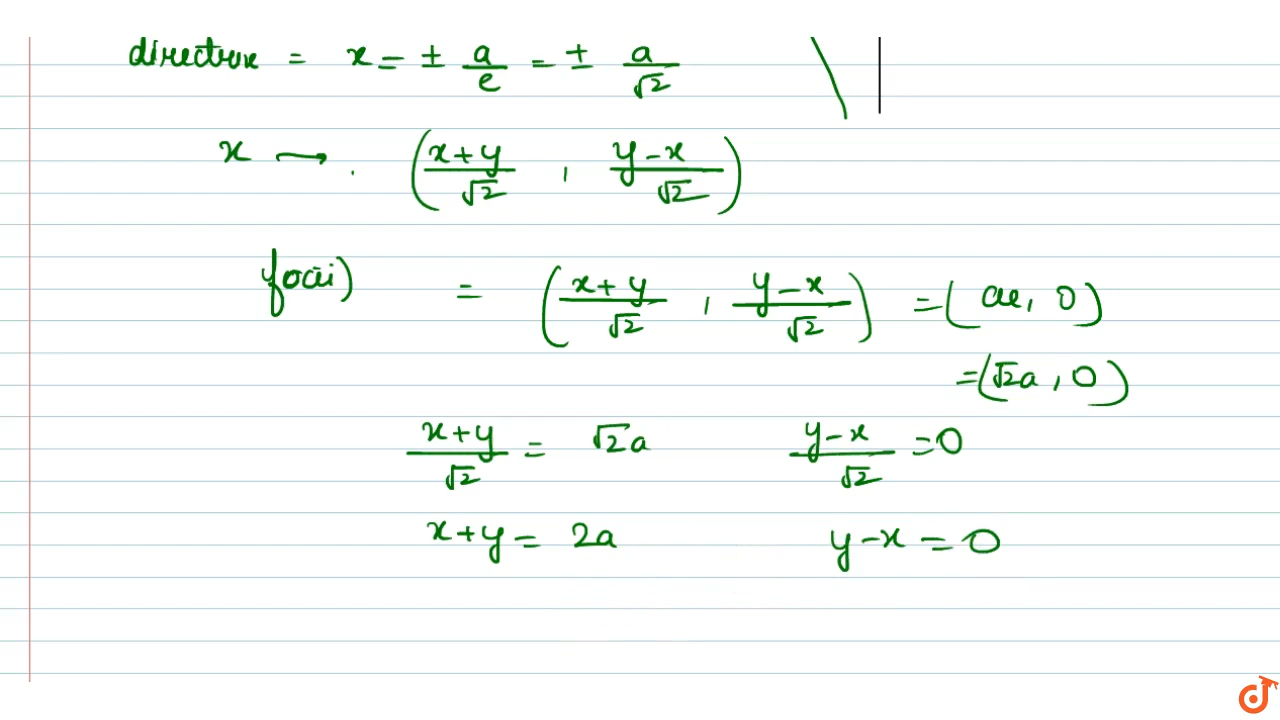 directrix = x = ± a/e = ± a/√2
x → . ( x+y/√2 , y-x/√2 )
foci) = ( x+y/√2 , y-x/√2 ) = ( ae, 0 )
= ( √2a , 0 )
x+y/√2 = √2a y-x/√2 = 0
x+y = 2a y-x = 0